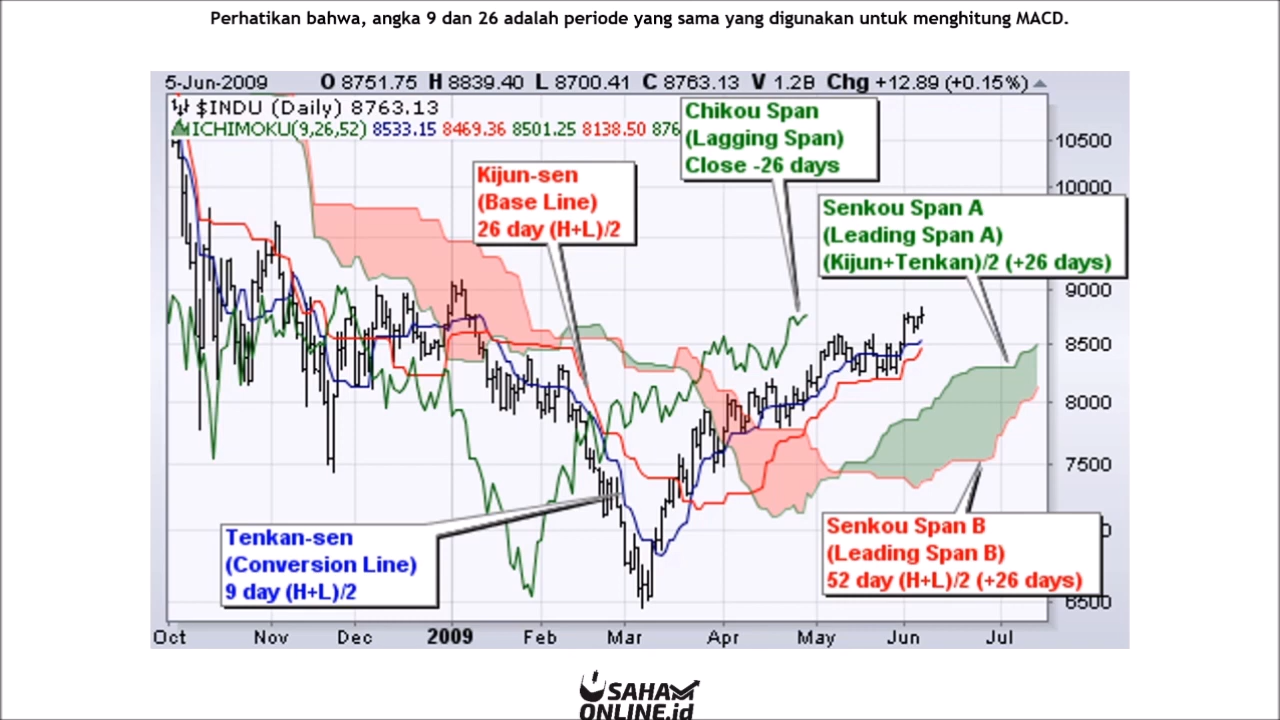 Perhatikan bahwa, angka 9 dan 26 adalah periode yang sama yang digunakan untuk menghitung MACD.
5-Jun-2009 O 8751.75 H 8839.40 L 8700.41 C 8763.13 V 1.2B Chg +12.89 (+0.15%)
$INDU (Daily) 8763.13
ICHIMOKU(9,26,52) 8533.15 8469.36 8501.25 8138.50 876
Chikou Span
(Lagging Span)
Close -26 days
Kijun-sen
(Base Line)
26 day (H+L)/2
Senkou Span A
(Leading Span A)
(Kijun+Tenkan)/2 (+26 days)
10500
10000
9000
8500
8000
7500
Tenkan-sen
(Conversion Line)
9 day (H+L)/2
Senkou Span B
(Leading Span B)
52 day (H+L)/2 (+26 days)
6500
Oct Nov Dec 2009 Feb Mar Apr May Jun Jul
SAHAM
ONLINE.id